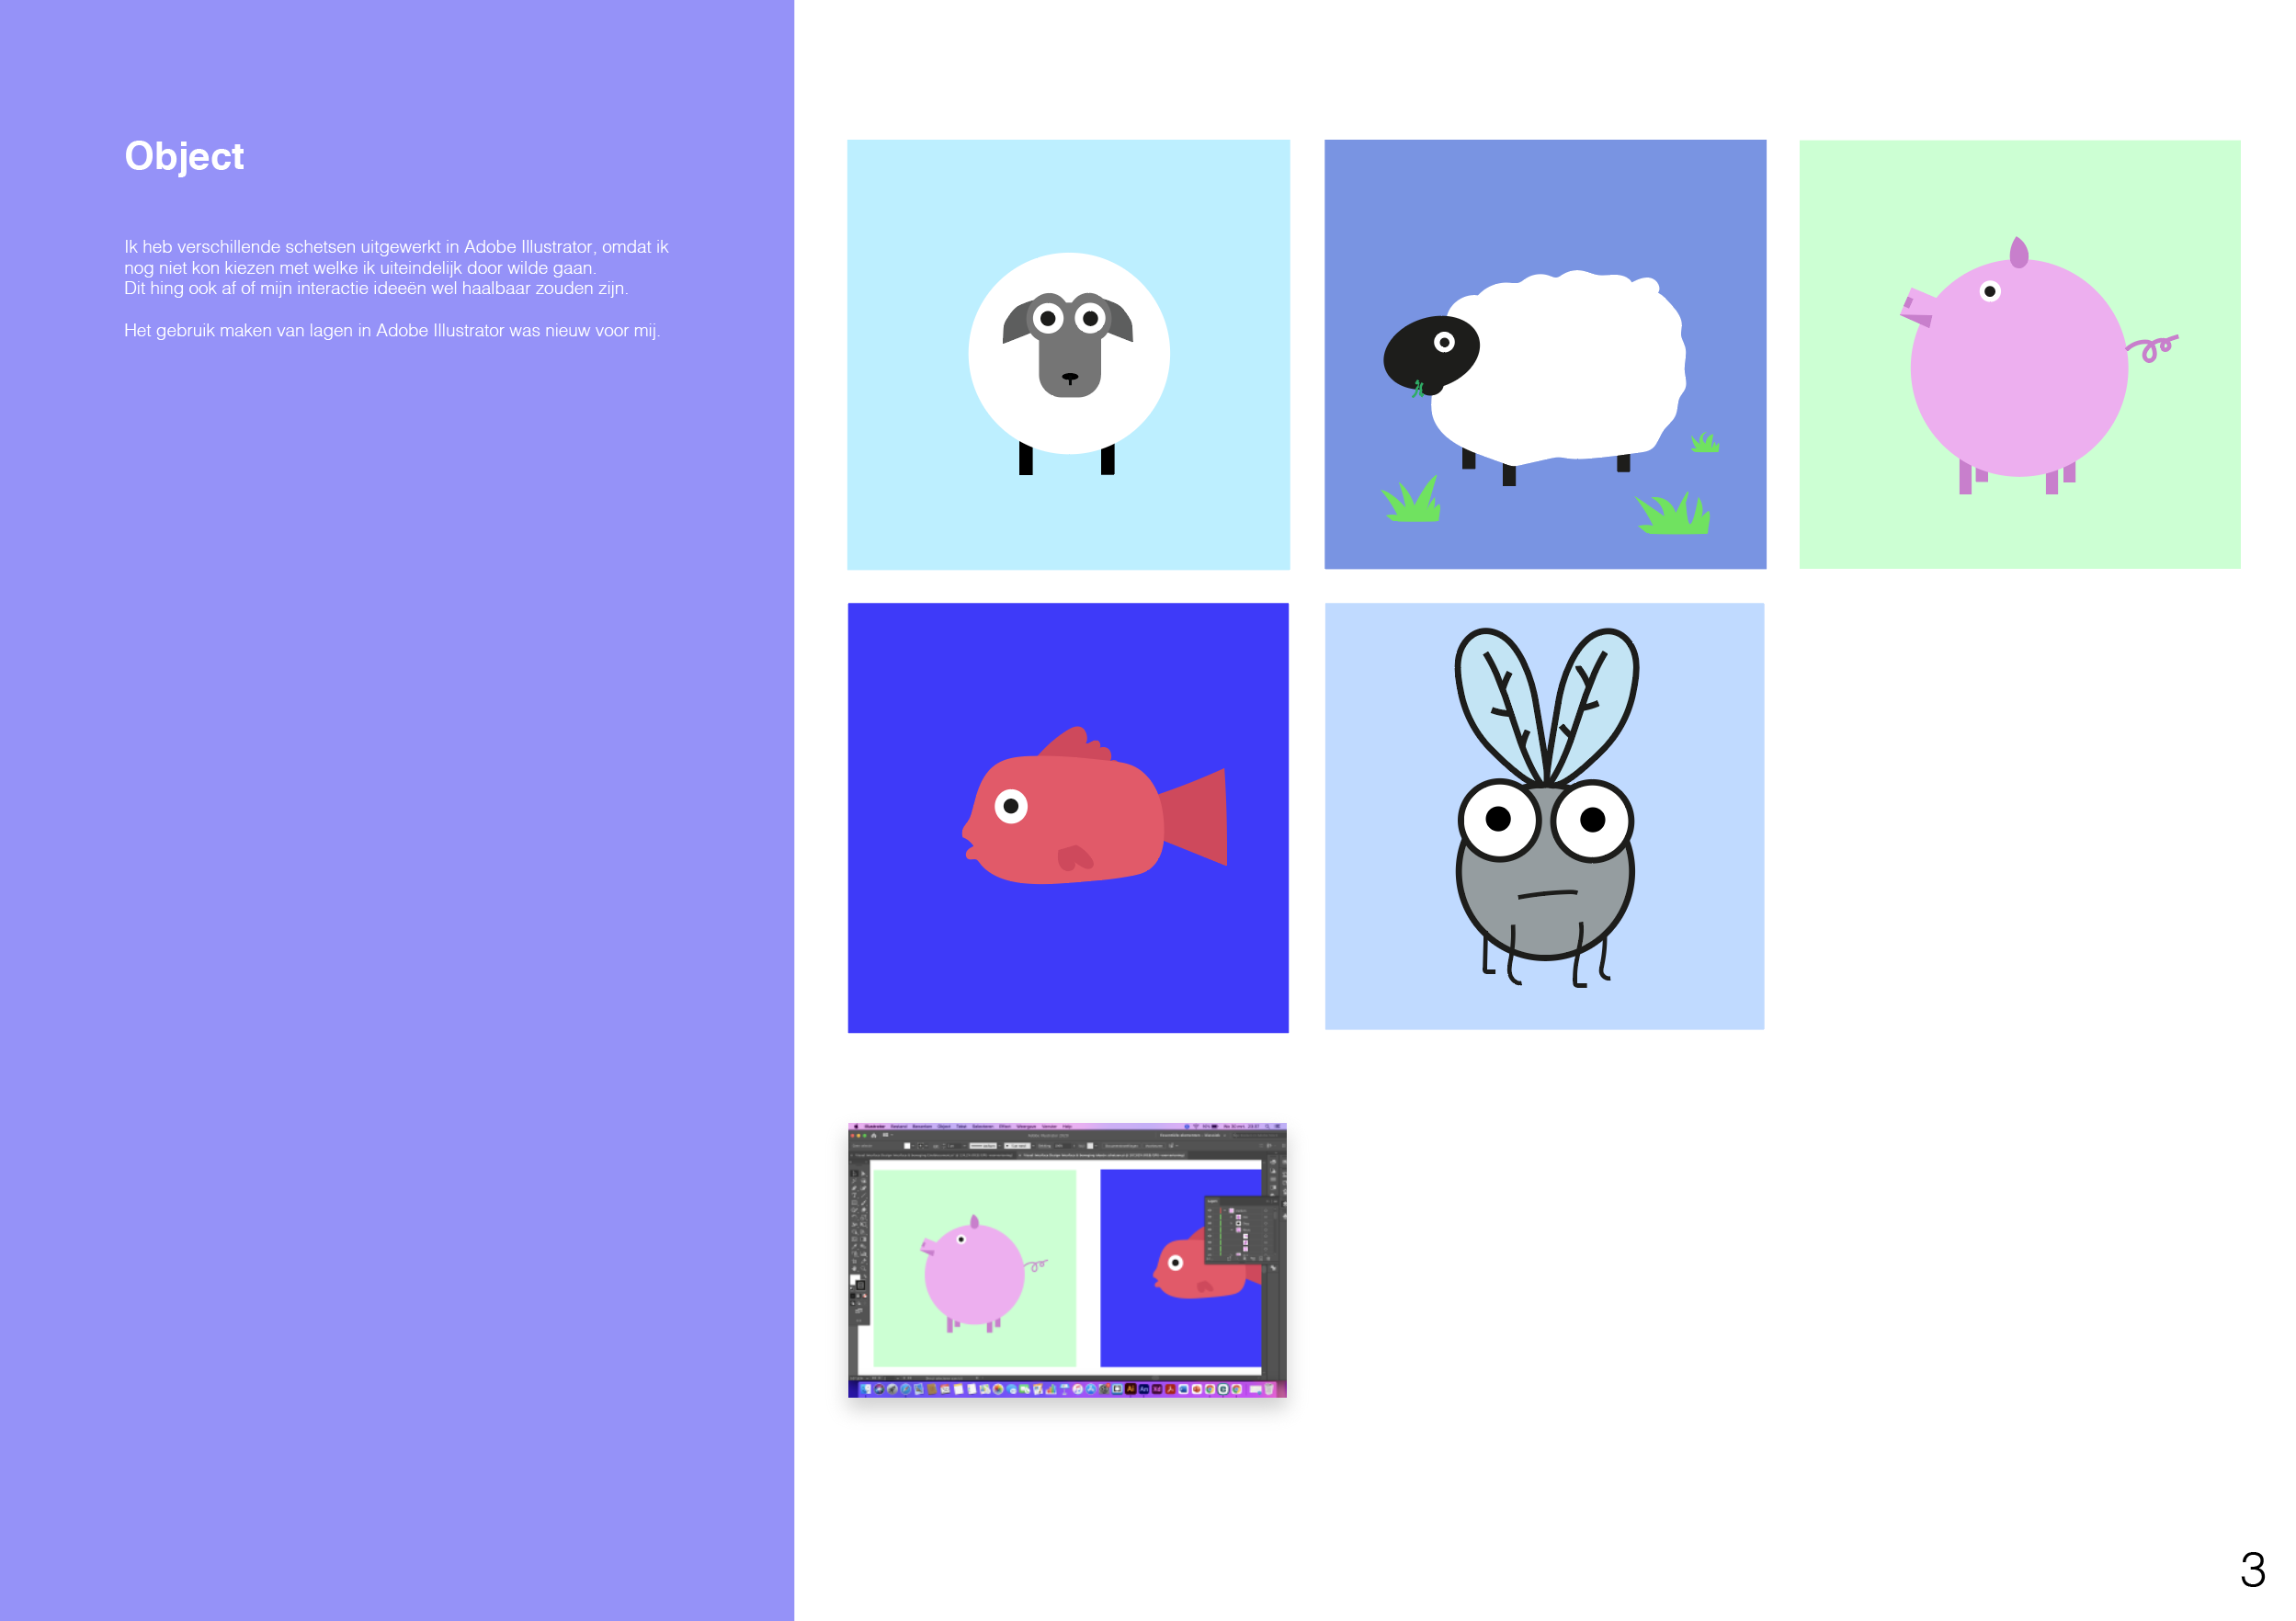 Object
Ik heb verschillende schetsen uitgewerkt in Adobe Illustrator, omdat ik
nog niet kon kiezen met welke ik uiteindelijk door wilde gaan.
Dit hing ook af of mijn interactie ideeën wel haalbaar zouden zijn.
Het gebruik maken van lagen in Adobe Illustrator was nieuw voor mij.
3